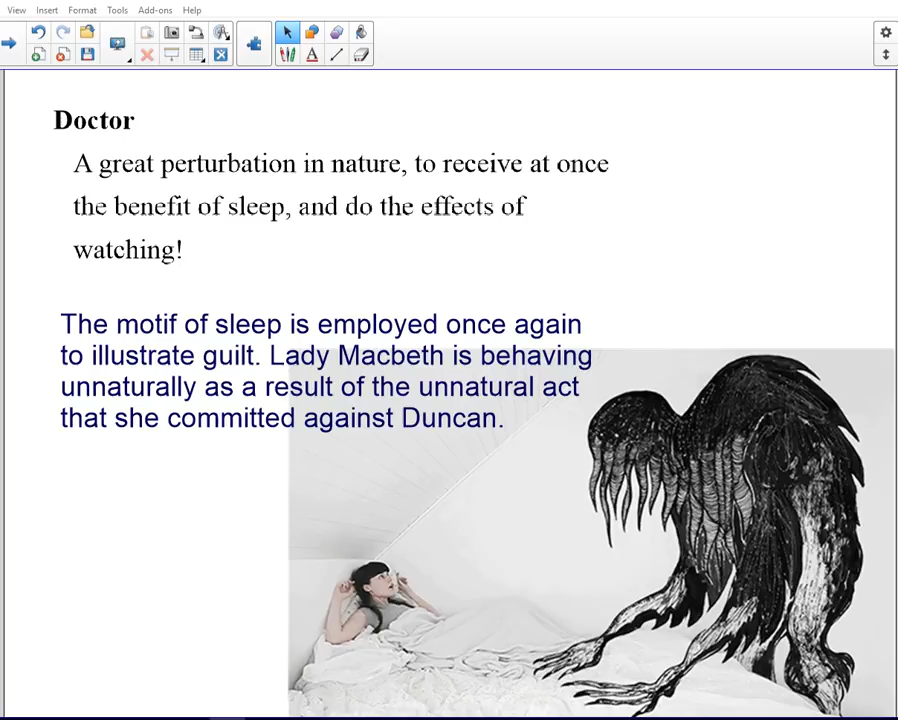 View Insert Format Tools Add-ons Help
Doctor
A great perturbation in nature, to receive at once
the benefit of sleep, and do the effects of
watching!
The motif of sleep is employed once again
to illustrate guilt. Lady Macbeth is behaving
unnaturally as a result of the unnatural act
that she committed against Duncan.